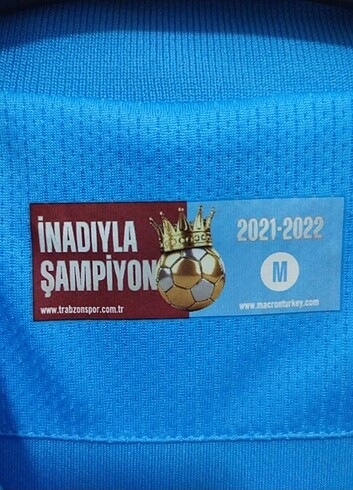 İNADIYLA
ŞAMPİYON
www.trabzonspor.com.tr
2021-2022
M
www.macronturkey.com